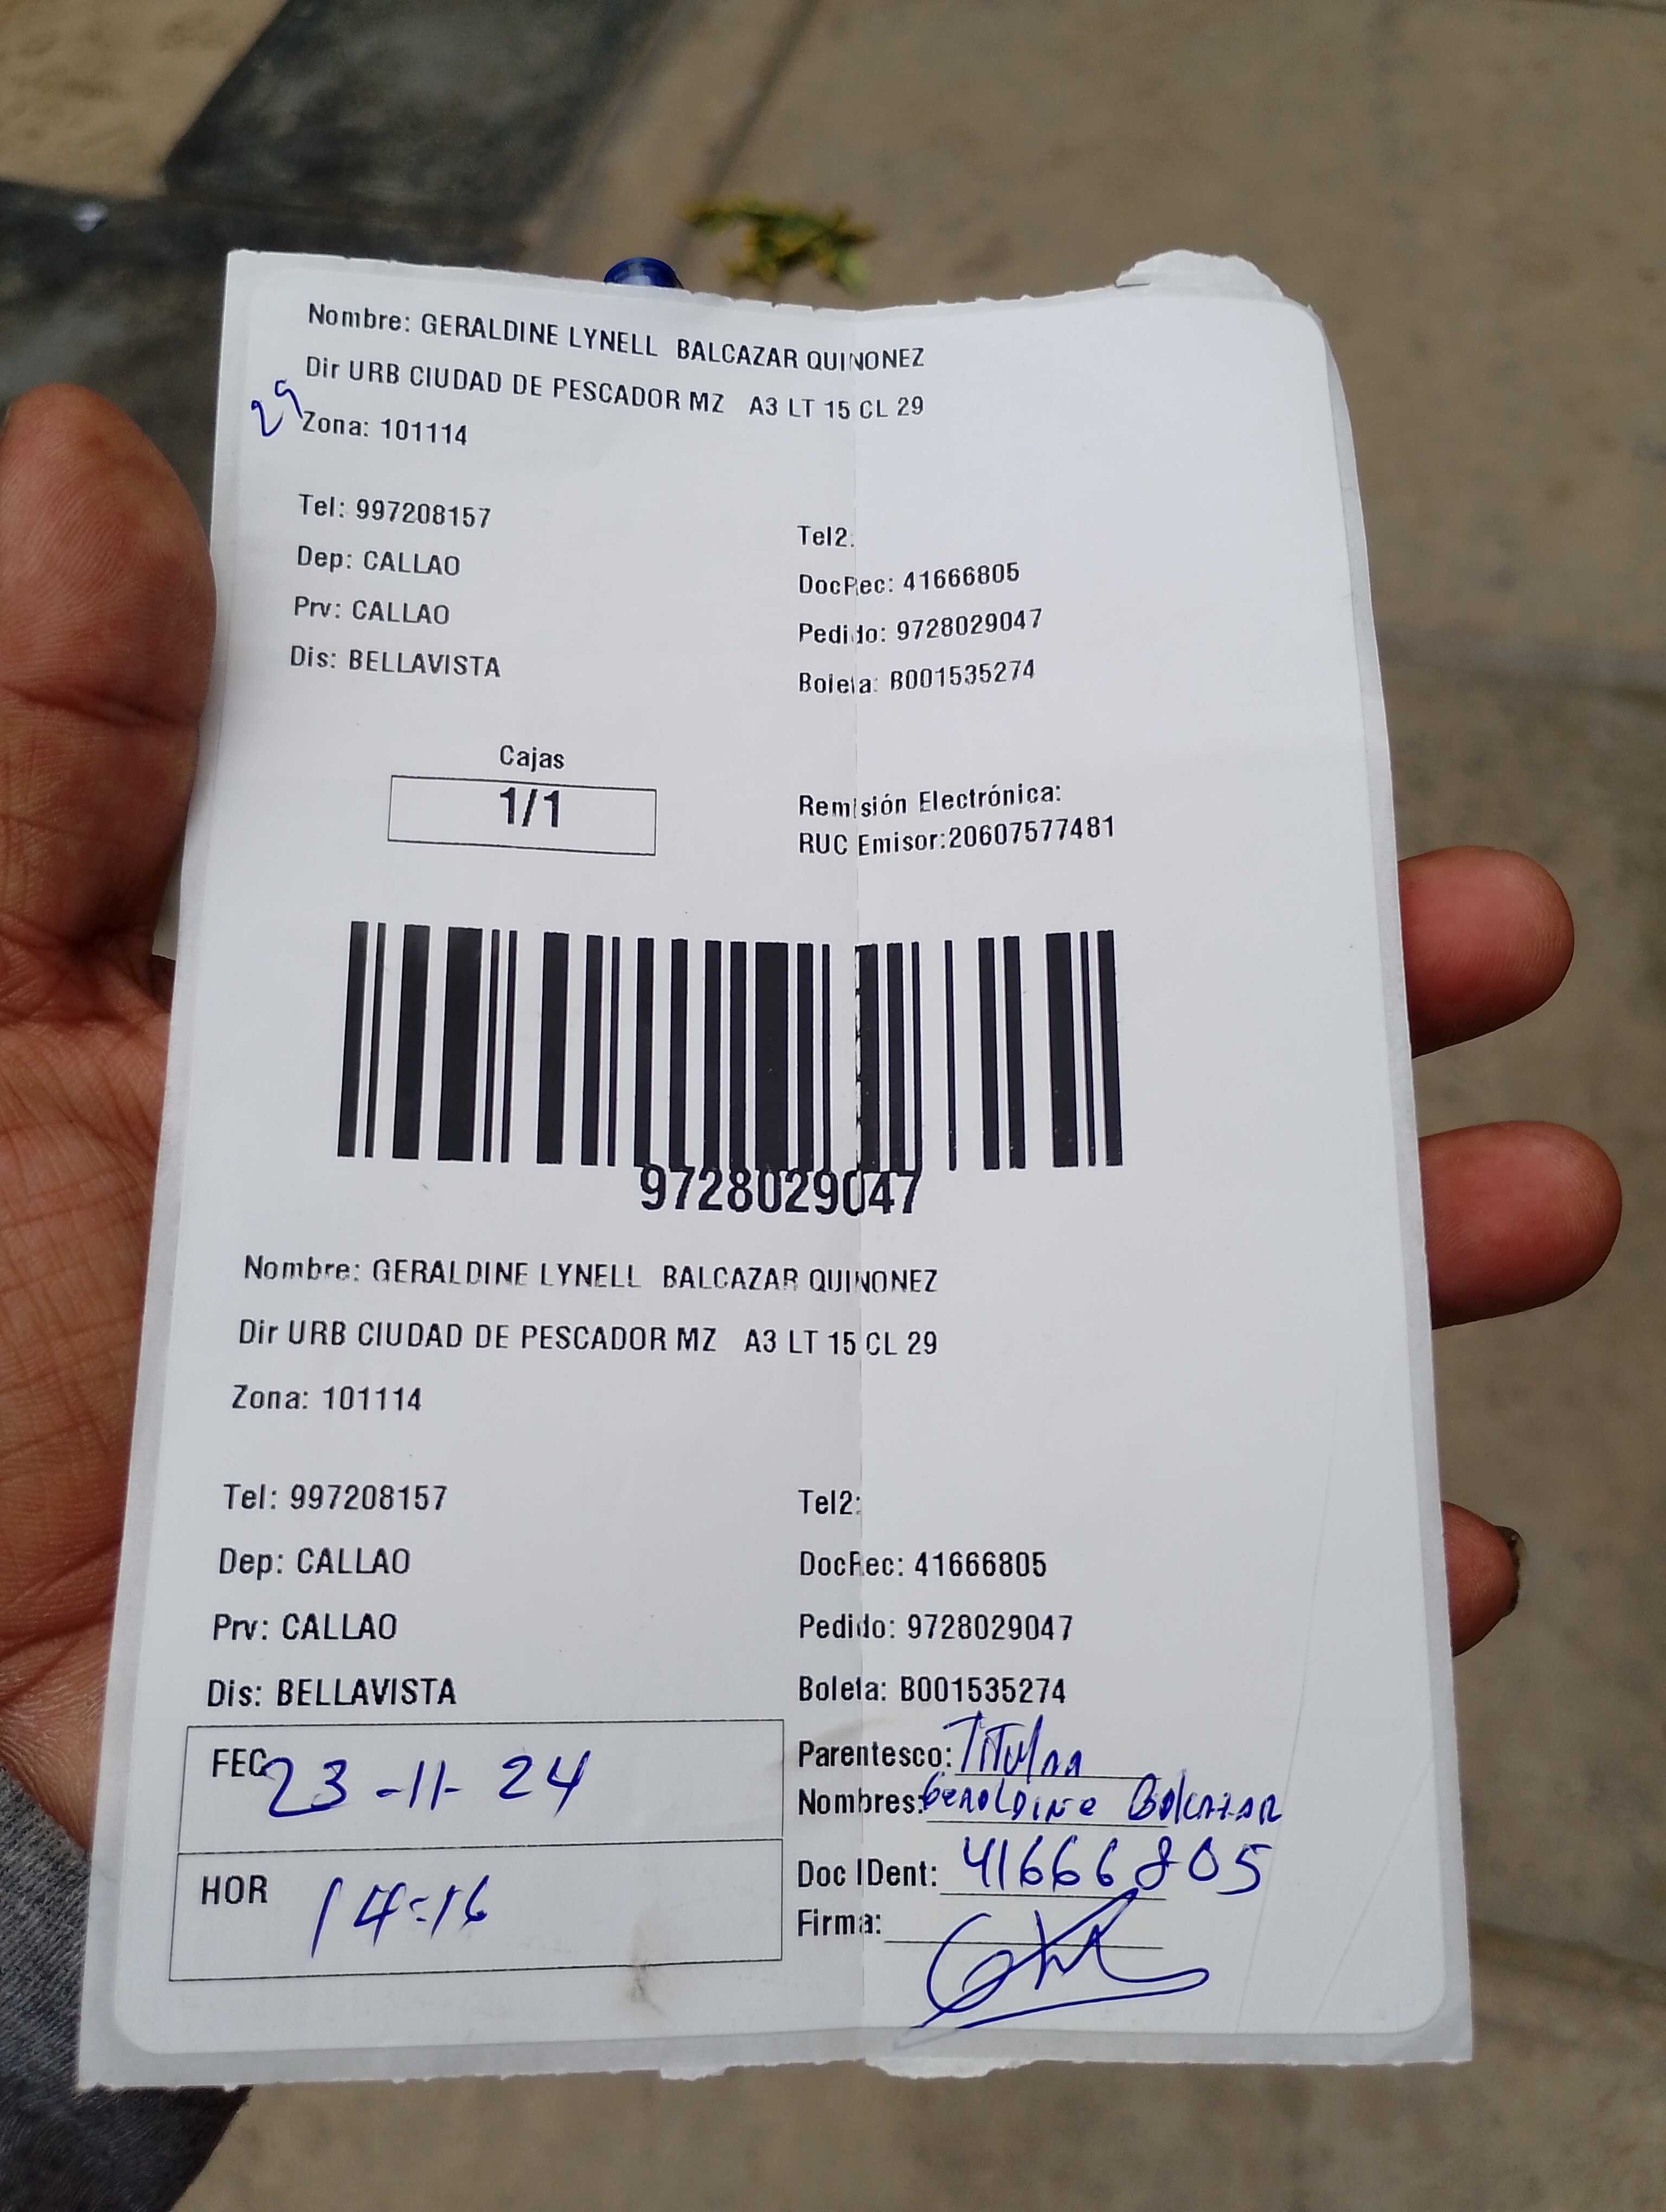 Nombre: GERALDINE LYNELL BALCAZAR QUINONEZ
Dir URB CIUDAD DE PESCADOR MZ A3 LT 15 CL 29
29 Zona: 101114
Tel: 997208157 Tel2:
Dep: CALLAO DocRec: 41666805
Prv: CALLAO Pedido: 9728029047
Dis: BELLAVISTA Boleta: B001535274
Cajas
1/1
Remisión Electrónica:
RUC Emisor:20607577481
9728029047
Nombre: GERALDINE LYNELL BALCAZAR QUINONEZ
Dir URB CIUDAD DE PESCADOR MZ A3 LT 15 CL 29
Zona: 101114
Tel: 997208157 Tel2:
Dep: CALLAO DocRec: 41666805
Prv: CALLAO Pedido: 9728029047
Dis: BELLAVISTA Boleta: B001535274
FEC 23-11-24
HOR 14:16
Parentesco: Titular
Nombres: Geraldine Balcazar
Doc IDent: 41666805
Firma: